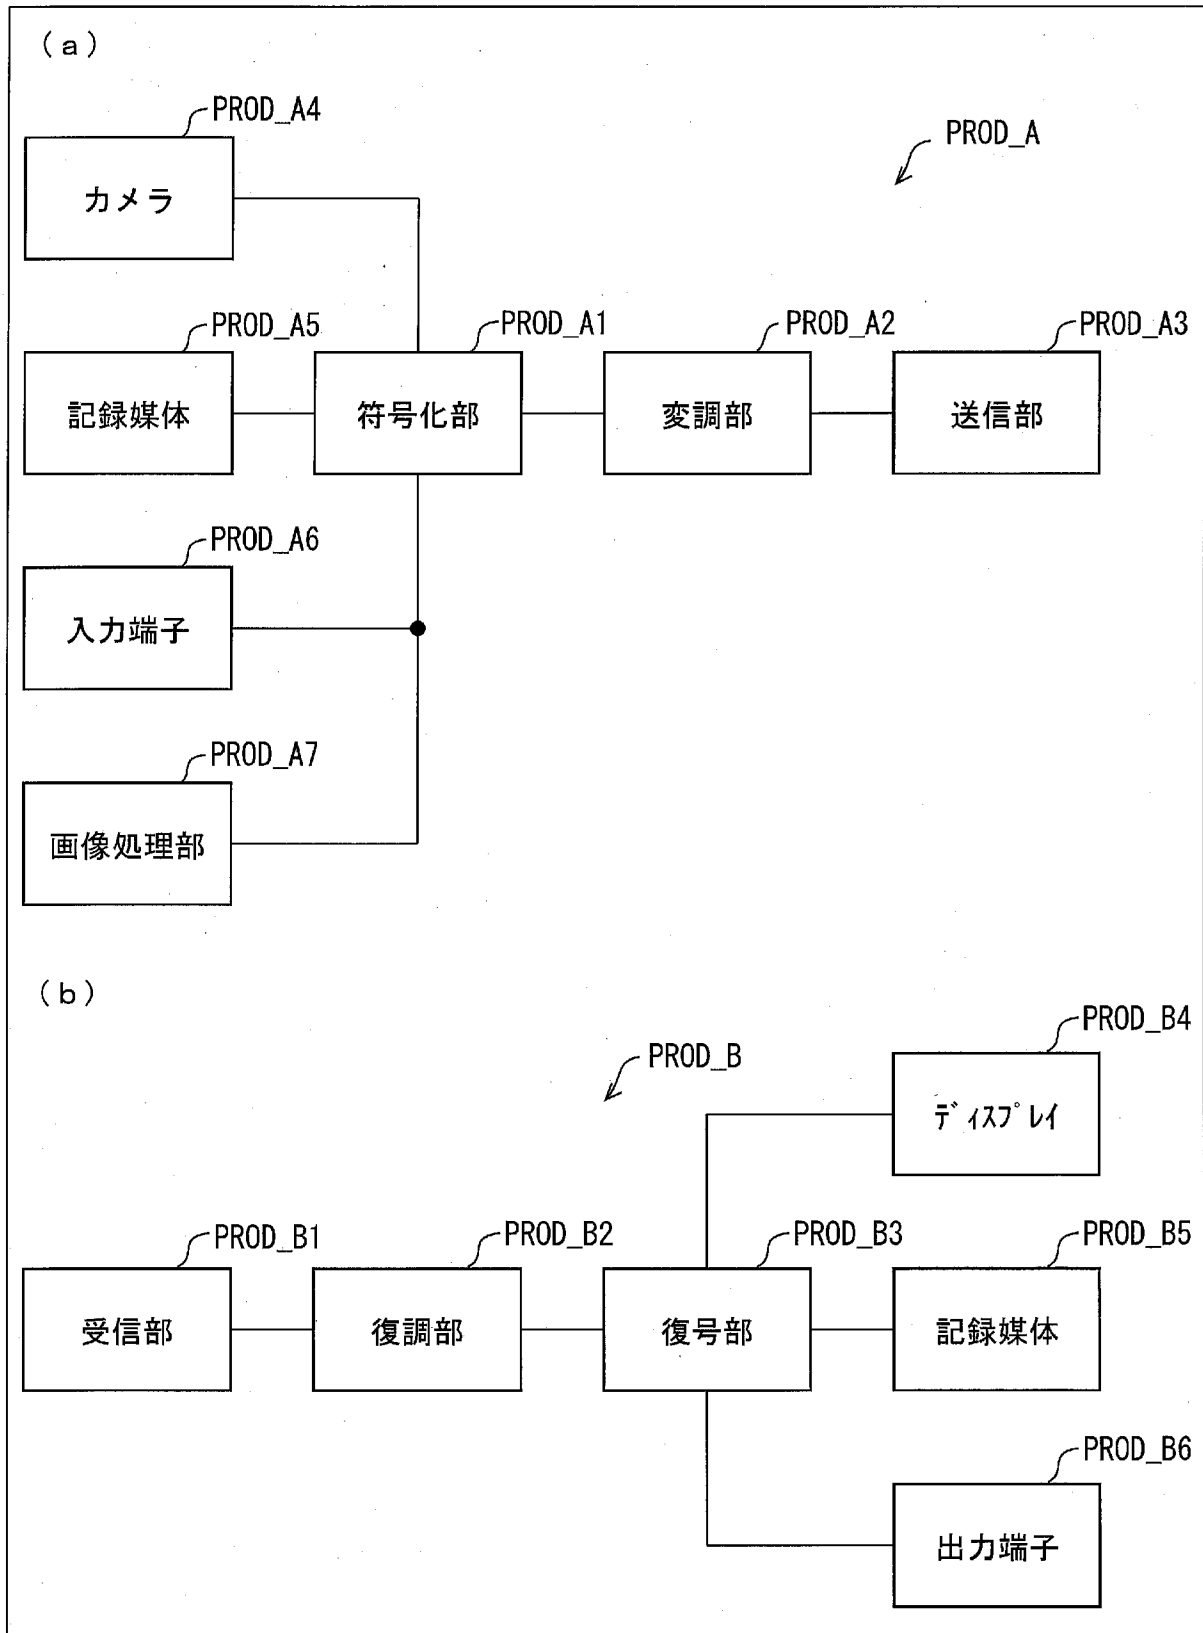 (a)
PROD_A4
PROD_A
カメラ
PROD_A5
PROD_A1
PROD_A2
PROD_A3
記録媒体
符号化部
変調部
送信部
PROD_A6
入力端子
PROD_A7
画像処理部
(b)
PROD_B4
PROD_B
ディスプレイ
PROD_B1
PROD_B2
PROD_B3
PROD_B5
受信部
復調部
復号部
記録媒体
PROD_B6
出力端子